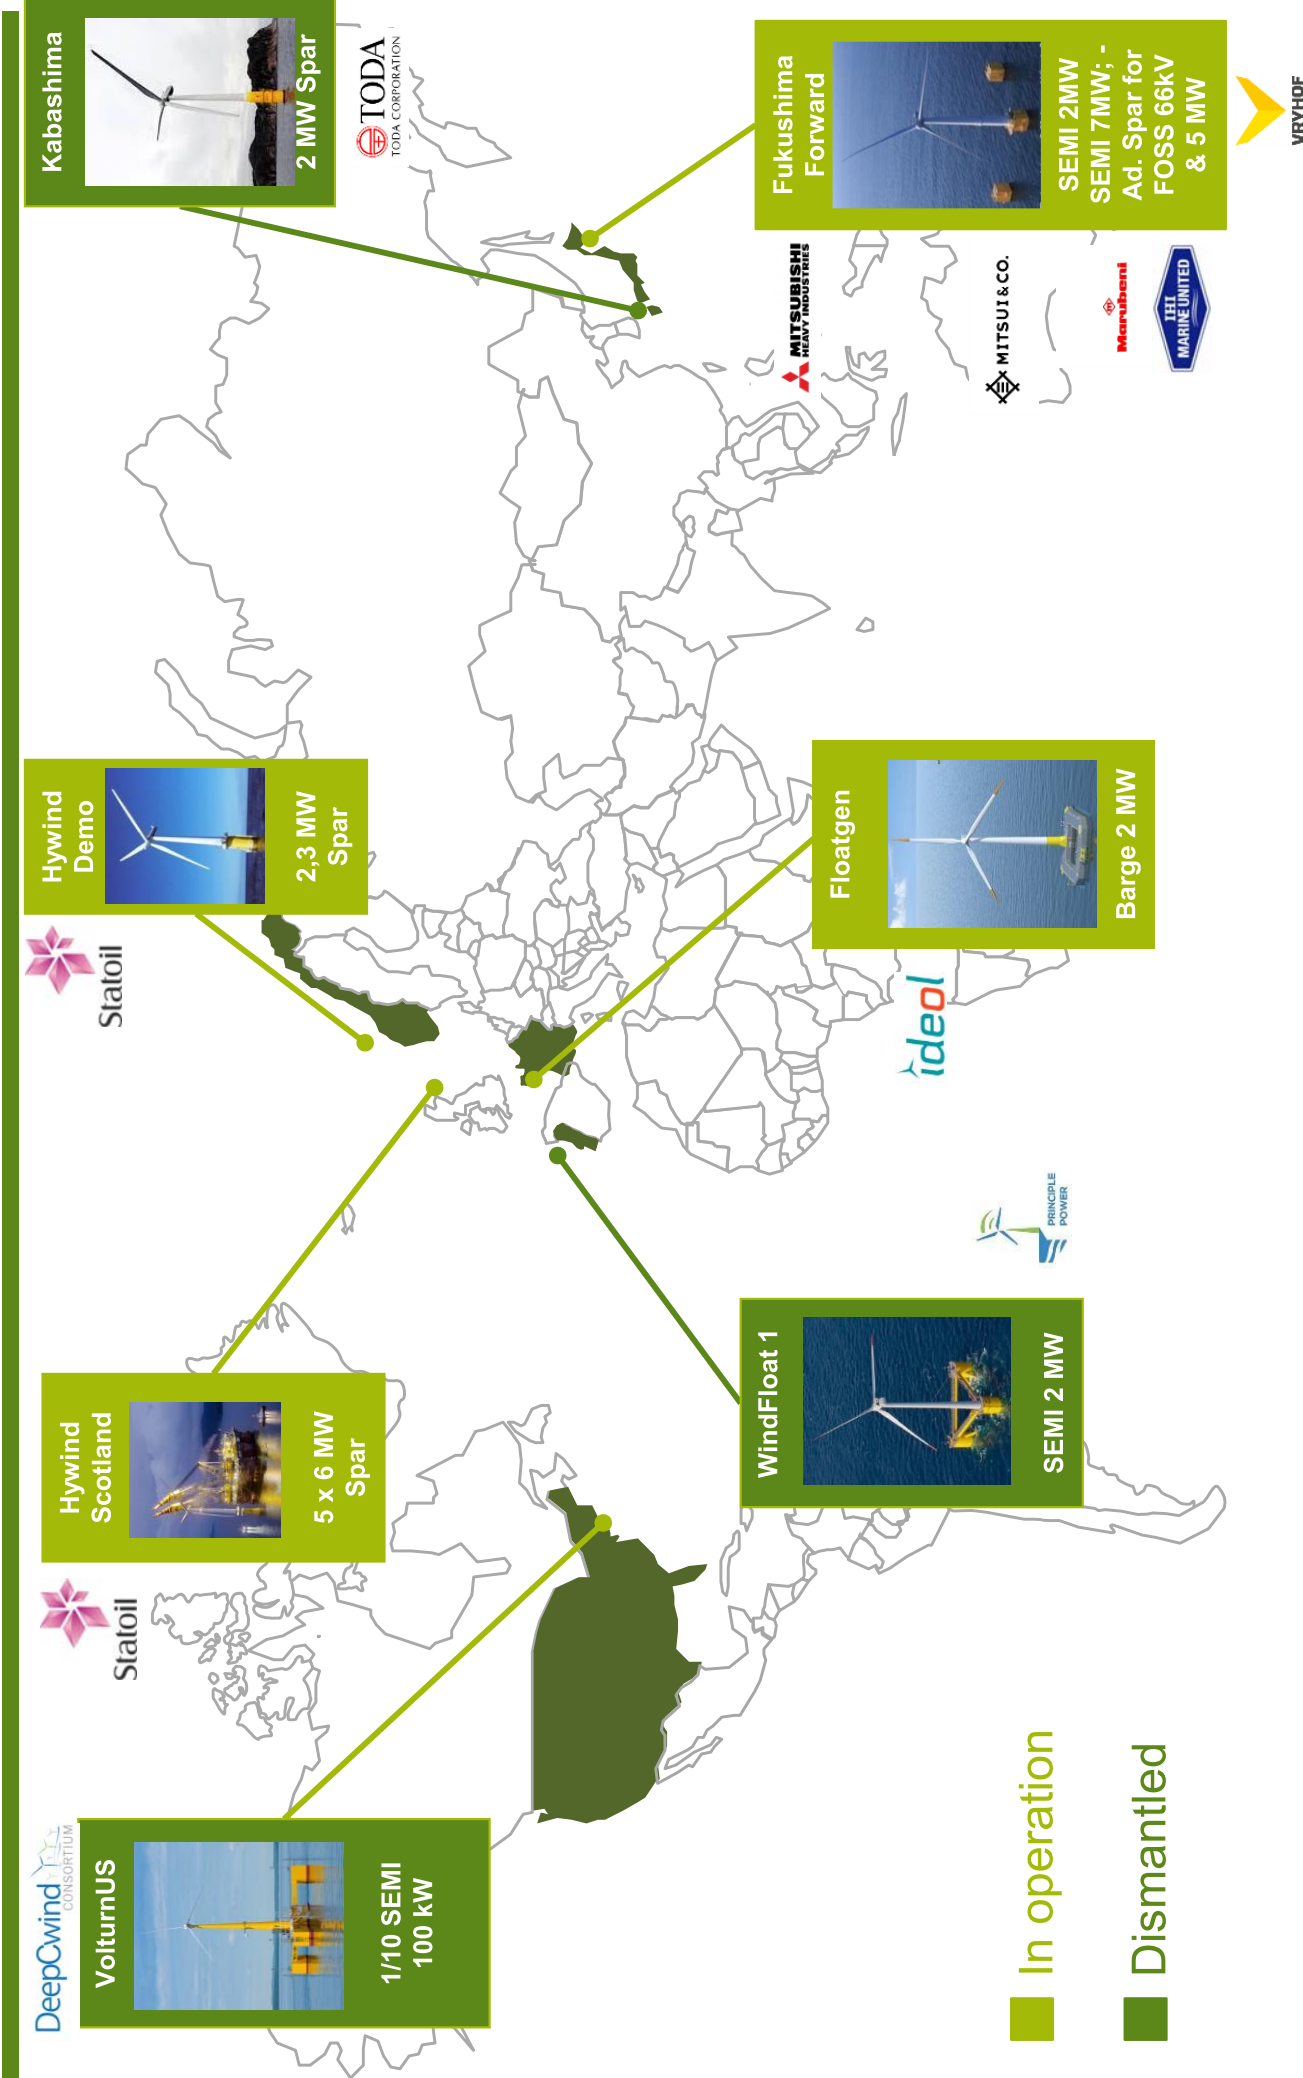 DeepCwind
CONSORTIUM
VolturnUS
1/10 SEMI
100 kW
Statoil
Hywind
Scotland
5 x 6 MW
Spar
Statoil
Hywind
Demo
2,3 MW
Spar
Kabashima
2 MW Spar
TODA
TODA CORPORATION
WindFloat 1
SEMI 2 MW
PRINCIPLE
POWER
Floatgen
Barge 2 MW
ideol
Fukushima
Forward
SEMI 2MW
SEMI 7MW; -
Ad. Spar for
FOSS 66kV
& 5 MW
MITSUBISHI
HEAVY INDUSTRIES
MITSUI & CO.
Marubeni
IHI
MARINE UNITED
VRYHOF
In operation
Dismantled